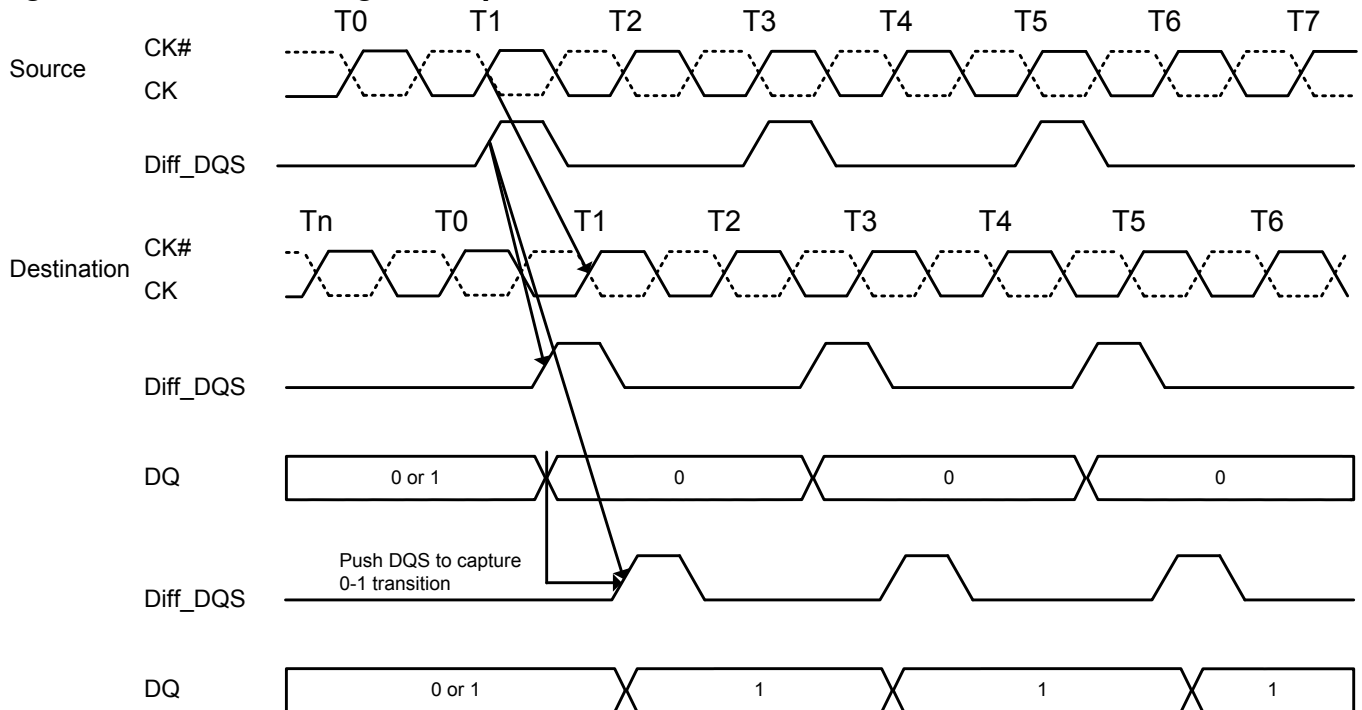 T0 T1 T2 T3 T4 T5 T6 T7
CK#
Source
CK
Diff_DQS
Tn T0 T1 T2 T3 T4 T5 T6
CK#
Destination
CK
Diff_DQS
DQ 0 or 1 0 0 0
Push DQS to capture
0-1 transition
Diff_DQS
DQ 0 or 1 1 1 1